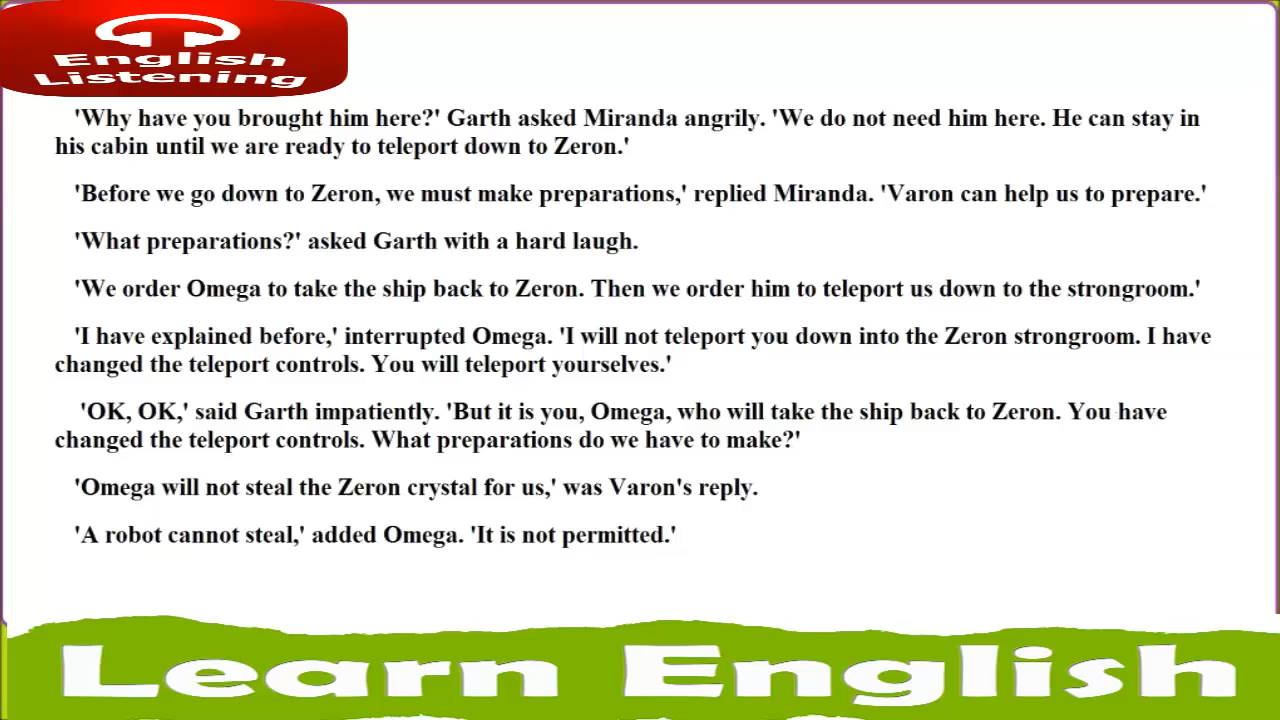 English
Listening
'Why have you brought him here?' Garth asked Miranda angrily. 'We do not need him here. He can stay in
his cabin until we are ready to teleport down to Zeron.'
'Before we go down to Zeron, we must make preparations,' replied Miranda. 'Varon can help us to prepare.'
'What preparations?' asked Garth with a hard laugh.
'We order Omega to take the ship back to Zeron. Then we order him to teleport us down to the strongroom.'
'I have explained before,' interrupted Omega. 'I will not teleport you down into the Zeron strongroom. I have
changed the teleport controls. You will teleport yourselves.'
'OK, OK,' said Garth impatiently. 'But it is you, Omega, who will take the ship back to Zeron. You have
changed the teleport controls. What preparations do we have to make?'
'Omega will not steal the Zeron crystal for us,' was Varon's reply.
'A robot cannot steal,' added Omega. 'It is not permitted.'
Learn English